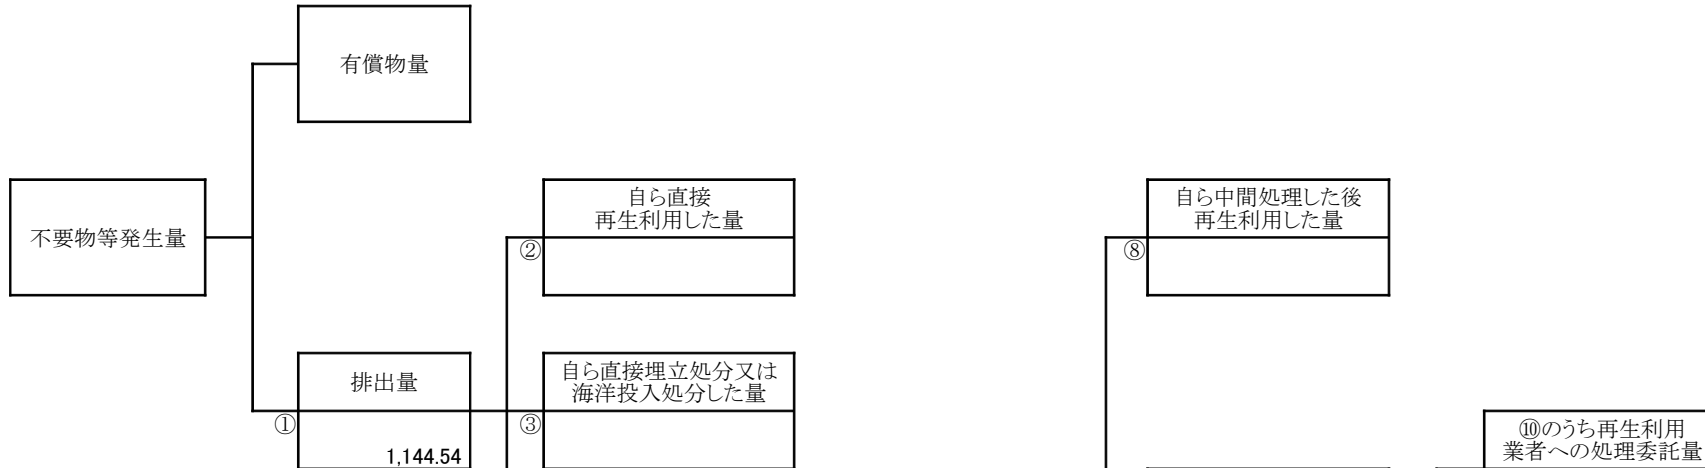 有償物量
不要物等発生量
自ら直接
再生利用した量
②
自ら中間処理した後
再生利用した量
⑧
排出量
①
1,144.54
自ら直接埋立処分又は
海洋投入処分した量
③
⑩のうち再生利用
業者への処理委託量